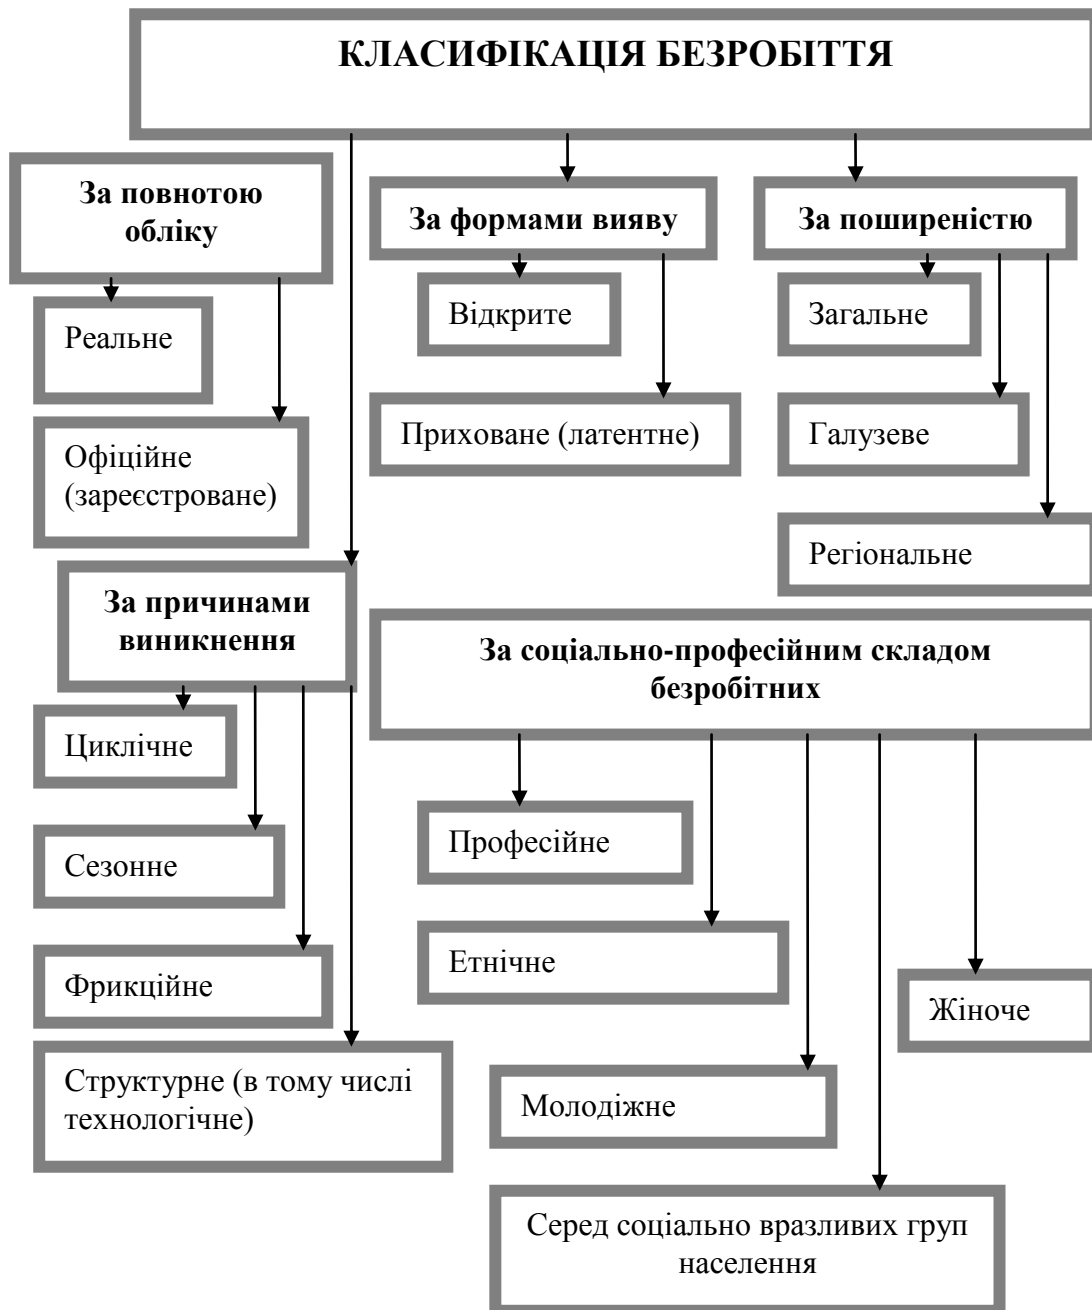 КЛАСИФІКАЦІЯ БЕЗРОБІТТЯ
За повнотою
обліку
За формами вияву
За поширеністю
Реальне
Відкрите
Загальне
Офіційне
(зареєстроване)
Приховане (латентне)
Галузеве
Регіональне
За причинами
виникнення
За соціально-професійним складом
безробітних
Циклічне
Професійне
Сезонне
Етнічне
Фрикційне
Жіноче
Структурне (в тому числі
технологічне)
Молодіжне
Серед соціально вразливих груп
населення